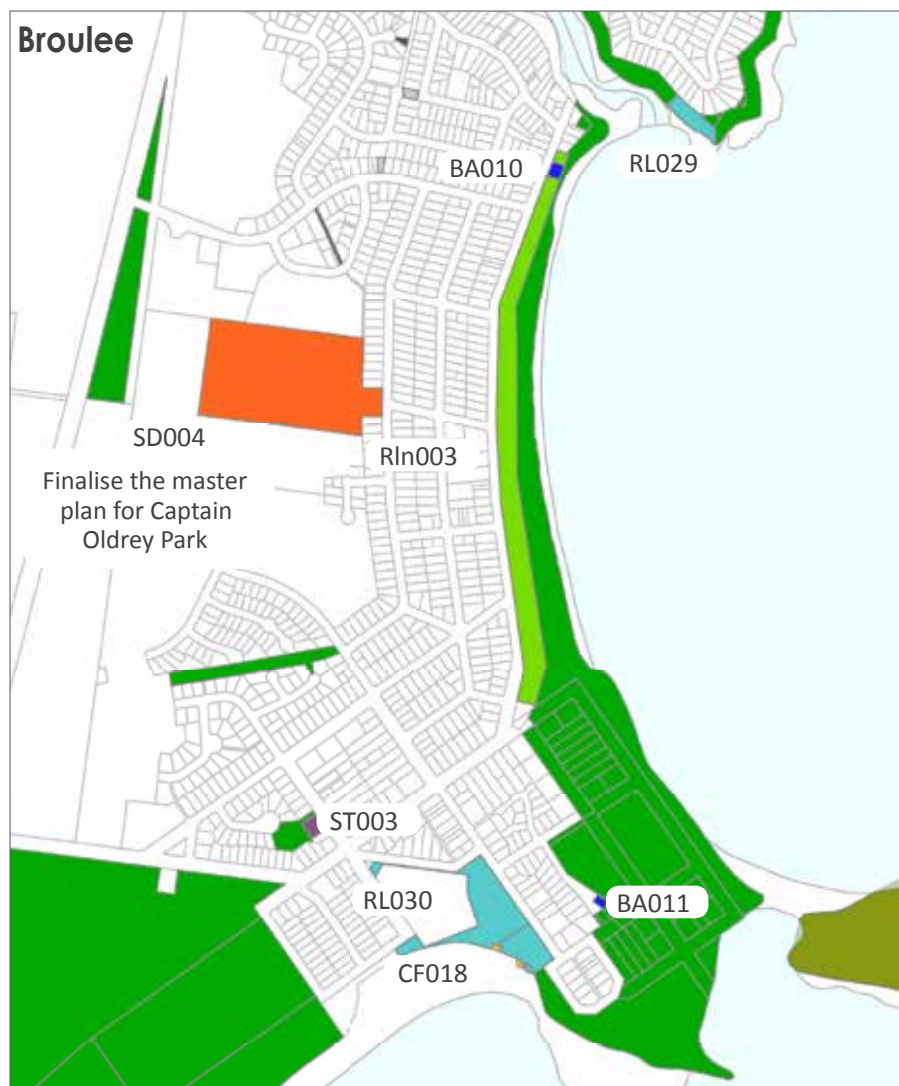 Broulee
BA010
RL029
SD004
Finalise the master
plan for Captain
Oldrey Park
Rln003
ST003
RL030
BA011
CF018